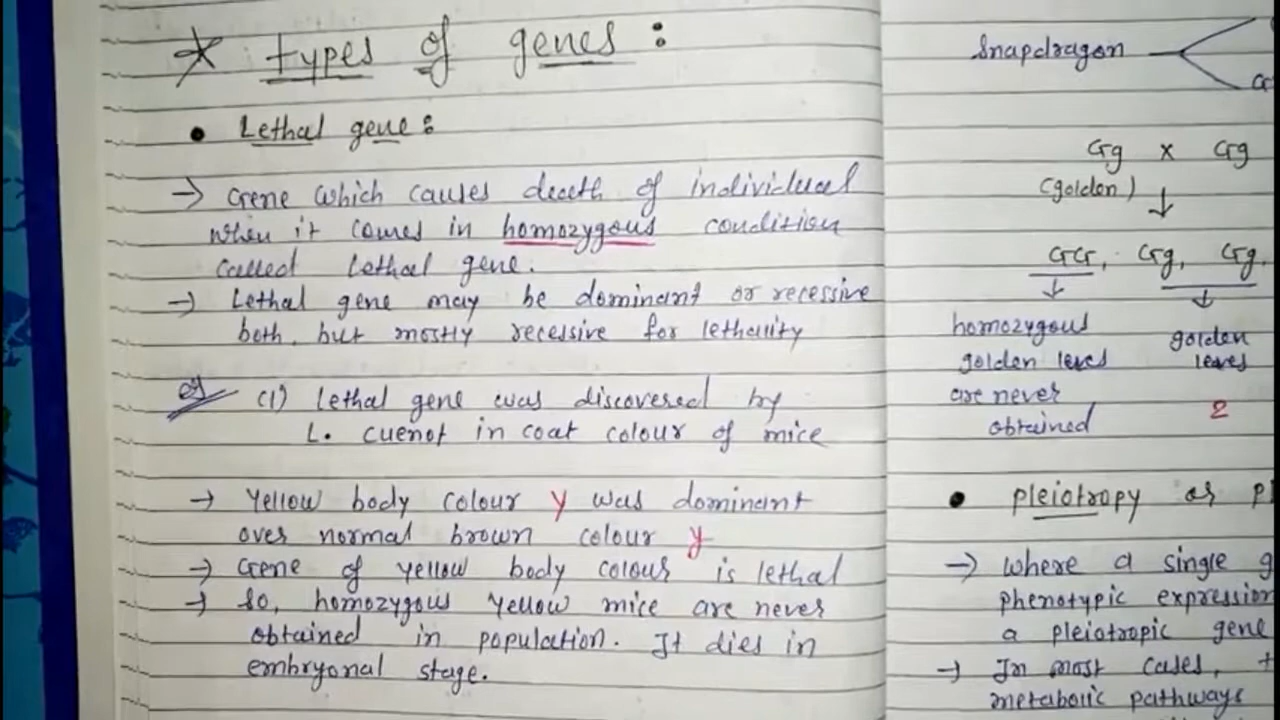 * types of genes :
• Lethal gene:
→ Gene which causes death of individual
when it comes in homozygous condition
called lethal gene.
→ Lethal gene may be dominant or recessive
both, but mostly recessive for lethality
eg (1) Lethal gene was discovered by
L. cuenot in coat colour of mice
→ Yellow body colour Y was dominant
over normal brown colour y
→ Gene of yellow body colour is lethal
→ So, homozygous yellow mice are never
obtained in population. It dies in
embryonal stage.
Snapdragon
Gg x Gg
(golden) ↓
GG, Gg, Gg,
↓ ↓
homozygous golden
golden leves leaves
are never 2
obtained
• pleiotropy or
→ where a single
phenotypic expression
a pleiotropic gene
→ In most cases,
metabolic pathways